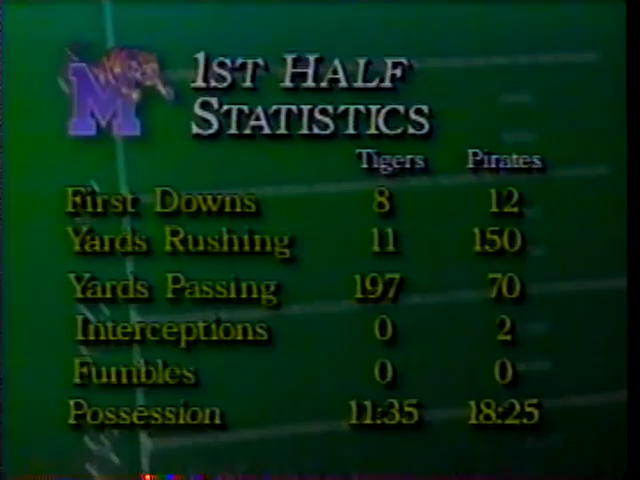 M
1ST HALF
STATISTICS
Tigers Pirates
First Downs 8 12
Yards Rushing 11 150
Yards Passing 197 70
Interceptions 0 2
Fumbles 0 0
Possession 11:35 18:25